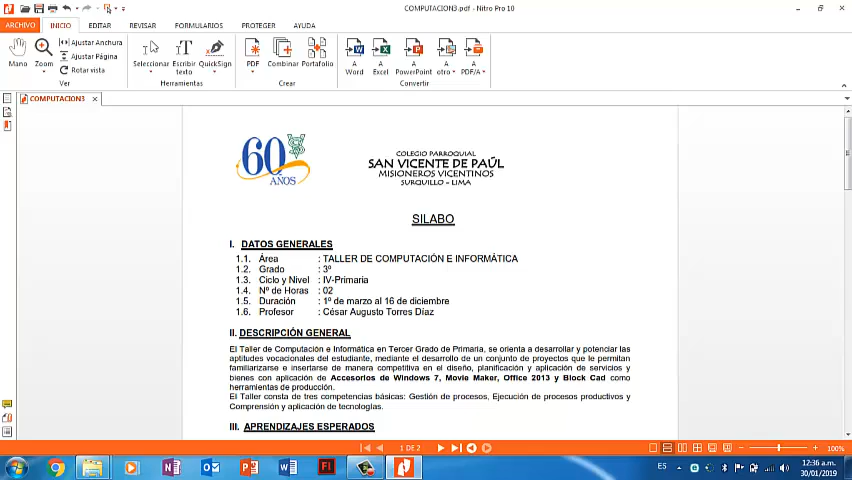 COMPUTACION3.pdf - Nitro Pro 10
ARCHIVO INICIO EDITAR REVISAR FORMULARIOS PROTEGER AYUDA
Mano
Zoom
Ajustar Anchura
Ajustar Página
Rotar vista
Ver
Seleccionar
Escribir texto
QuickSign
Herramientas
PDF
Combinar
Portafolio
Crear
A Word
A Excel
A PowerPoint
A otro
A PDF/A
Convertir
COMPUTACION3
60 AÑOS
COLEGIO PARROQUIAL
SAN VICENTE DE PAÚL
MISIONEROS VICENTINOS
SURQUILLO - LIMA
SILABO
I. DATOS GENERALES
1.1. Área : TALLER DE COMPUTACIÓN E INFORMÁTICA
1.2. Grado : 3º
1.3. Ciclo y Nivel : IV-Primaria
1.4. Nº de Horas : 02
1.5. Duración : 1º de marzo al 16 de diciembre
1.6. Profesor : César Augusto Torres Díaz
II. DESCRIPCIÓN GENERAL
El Taller de Computación e Informática en Tercer Grado de Primaria, se orienta a desarrollar y potenciar las
aptitudes vocacionales del estudiante, mediante el desarrollo de un conjunto de proyectos que le permitan
familiarizarse e insertarse de manera competitiva en el diseño, planificación y aplicación de servicios y
bienes con aplicación de Accesorios de Windows 7, Movie Maker, Office 2013 y Block Cad como
herramientas de producción.
El Taller consta de tres competencias básicas: Gestión de procesos, Ejecución de procesos productivos y
Comprensión y aplicación de tecnologías.
III. APRENDIZAJES ESPERADOS
1 DE 2
100%
ES
12:36 a.m.
30/01/2019